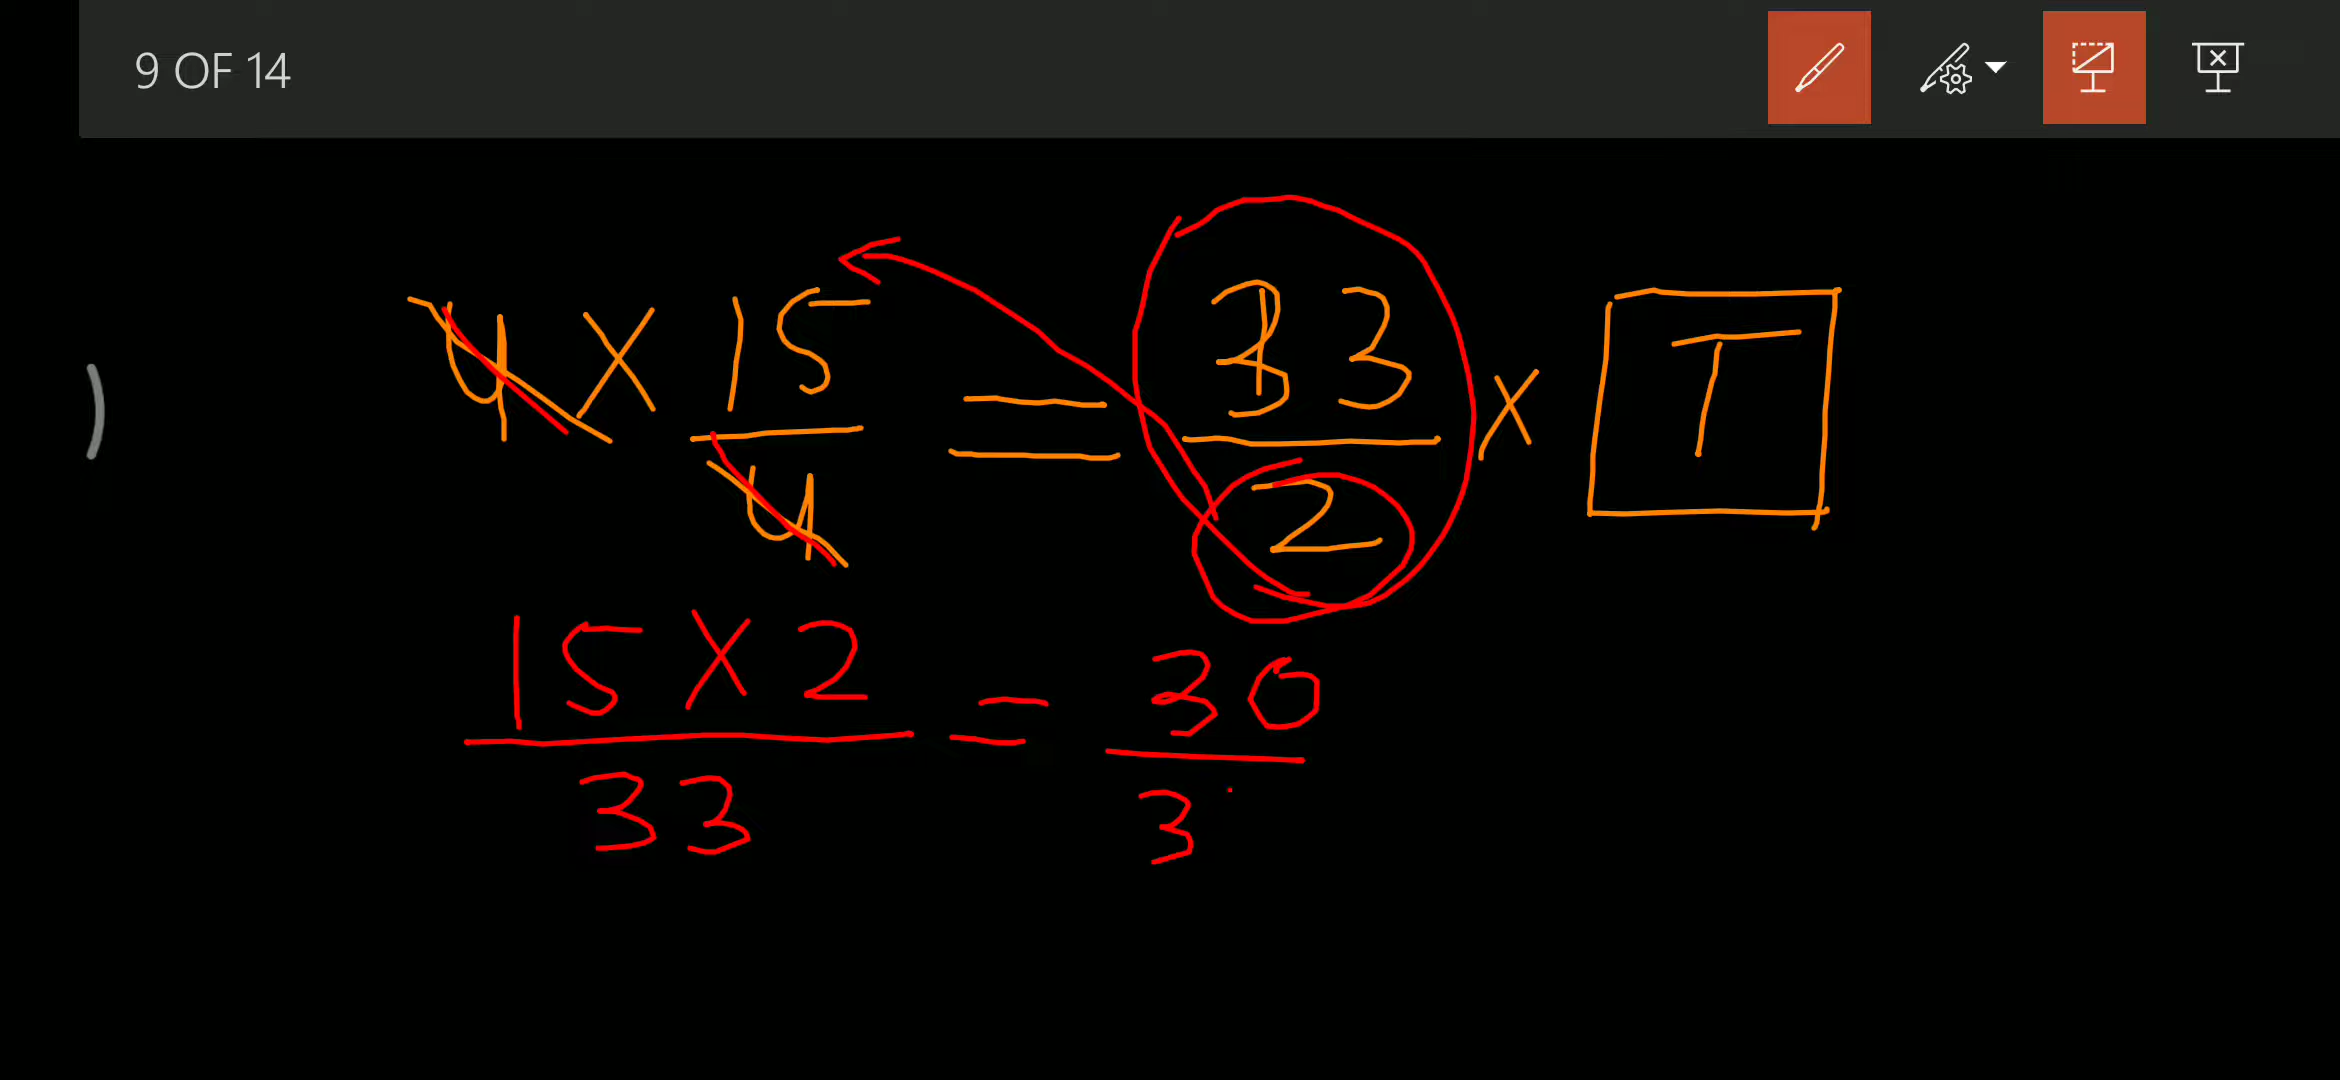 9 OF 14
4 X 15/4 = 33/2 X T
15 X 2/33 = 30/3